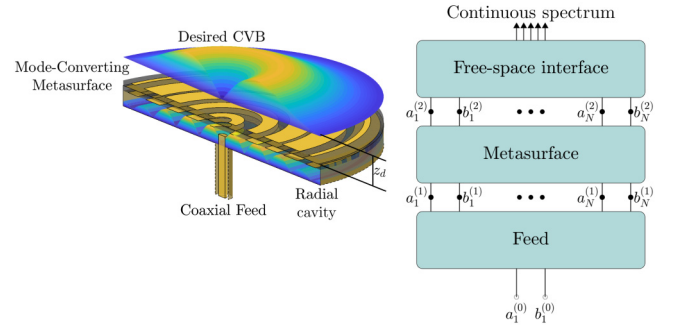 Desired CVB
Mode-Converting
Metasurface
z_d
Coaxial Feed
Radial
cavity
Continuous spectrum
Free-space interface
a_1^{(2)} b_1^{(2)} a_N^{(2)} b_N^{(2)}
Metasurface
a_1^{(1)} b_1^{(1)} a_N^{(1)} b_N^{(1)}
Feed
a_1^{(0)} b_1^{(0)}